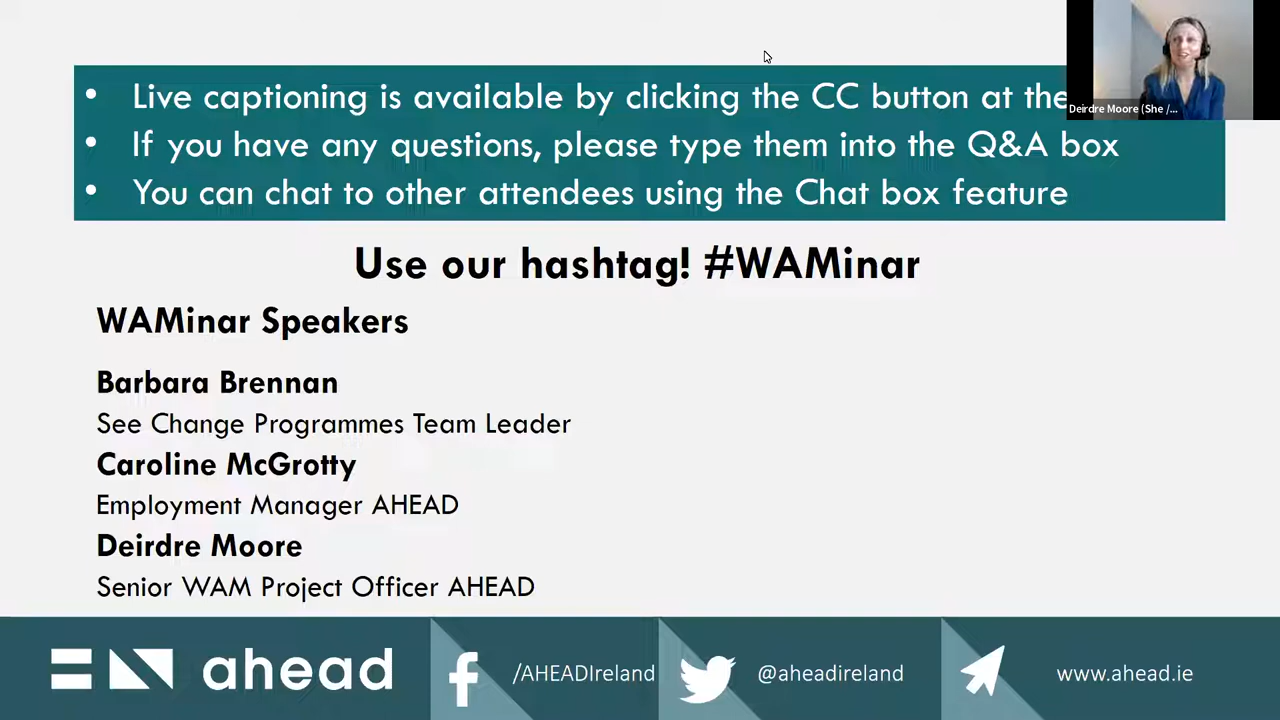 • Live captioning is available by clicking the CC button at the
• If you have any questions, please type them into the Q&A box
• You can chat to other attendees using the Chat box feature
Deirdre Moore (She /...
Use our hashtag! #WAMinar
WAMinar Speakers
Barbara Brennan
See Change Programmes Team Leader
Caroline McGrotty
Employment Manager AHEAD
Deirdre Moore
Senior WAM Project Officer AHEAD
ahead
/AHEADIreland
@aheadireland
www.ahead.ie